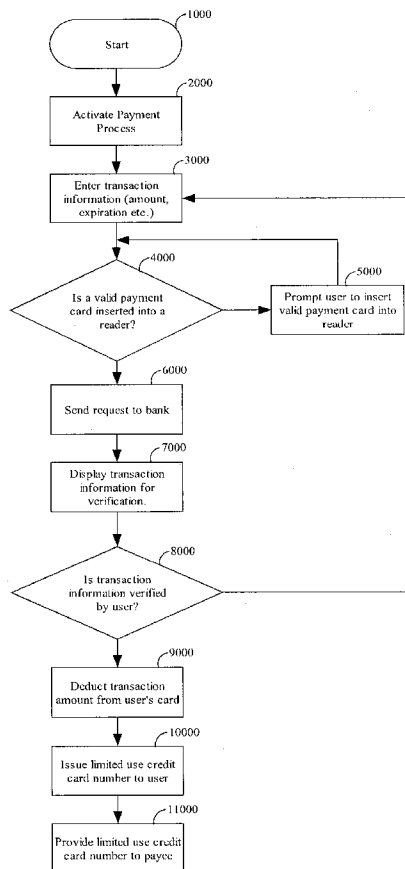 1000
Start
2000
Activate Payment
Process
3000
Enter transaction
information (amount,
expiration etc.)
4000
Is a valid payment
card inserted into a
reader?
5000
Prompt user to insert
valid payment card into
reader
6000
Send request to bank
7000
Display transaction
information for
verification.
8000
Is transaction
information verified
by user?
9000
Deduct transaction
amount from user's card
10000
Issue limited use credit
card number to user
11000
Provide limited use credit
card number to payee